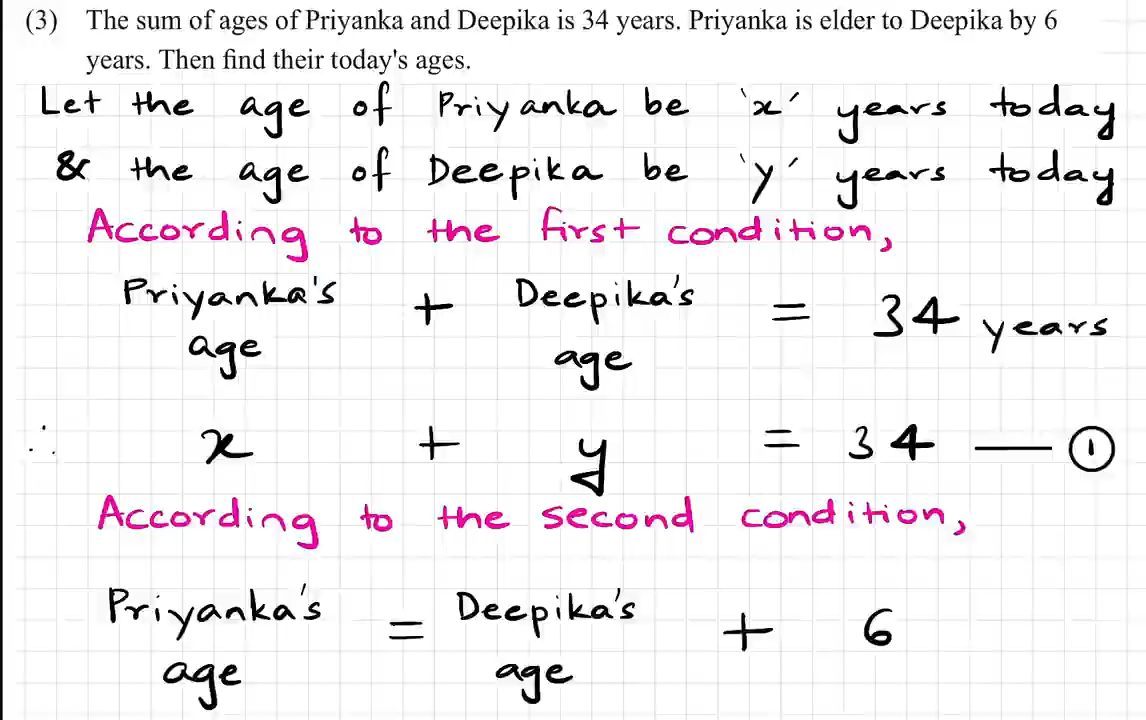 (3) The sum of ages of Priyanka and Deepika is 34 years. Priyanka is elder to Deepika by 6
years. Then find their today's ages.
Let the age of Priyanka be 'x' years today
& the age of Deepika be 'y' years today
According to the first condition,
Priyanka's age + Deepika's age = 34 years
∴ x + y = 34 — ①
According to the second condition,
Priyanka's age = Deepika's age + 6